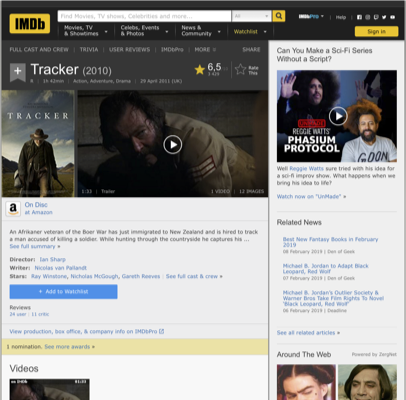 IMDb
Find Movies, TV shows, Celebrities and more...
All
Movies, TV
& Showtimes
Celebs, Events
& Photos
News &
Community
Watchlist
IMDbPro
Help
Sign in
FULL CAST AND CREW | TRIVIA | USER REVIEWS | IMDbPro | MORE
SHARE
Tracker (2010)
6,5
Rate
This
1h 42min | Action, Adventure, Drama | 29 April 2011 (UK)
TRACKER
1:33 | Trailer
1 VIDEO | 12 IMAGES
On Disc
at Amazon
An Afrikaner veteran of the Boer War has just immigrated to New Zealand and is hired to track
a man accused of killing a soldier. While hunting through the countryside he captures his ...
See full summary »
Director: Ian Sharp
Writer: Nicolas van Pallandt
Stars: Ray Winstone, Nicholas McGough, Gareth Reeves | See full cast & crew »
+ Add to Watchlist
Reviews
24 user | 11 critic
View production, box office, & company info on IMDbPro
1 nomination. See more awards »
Videos
on IMDb
01:33
Can You Make a Sci-Fi Series
Without a Script?
REGGIE WATTS'
PHASIUM
PROTOCOL
GOON
Well Reggie Watts sure tried with his idea for
a sci-fi improv show. What happens when
we bring his idea to life?
Watch now on "UnMade" »
Related News
Best New Fantasy Books in February
2019
08 February 2019 | Den of Geek
Michael B. Jordan to Adapt Black
Leopard, Red Wolf
07 February 2019 | Den of Geek
Michael B. Jordan's Outlier Society &
Warner Bros Take Film Rights To Novel
'Black Leopard, Red Wolf'
06 February 2019 | Deadline
See all related articles »
Around The Web
Powered by ZergNet